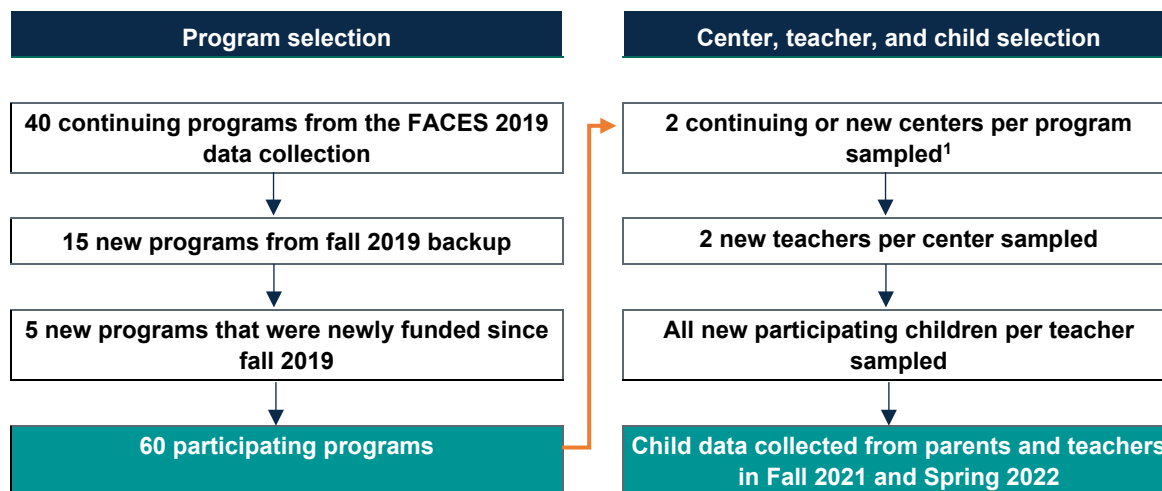 Program selection
40 continuing programs from the FACES 2019
data collection
15 new programs from fall 2019 backup
5 new programs that were newly funded since
fall 2019
60 participating programs
Center, teacher, and child selection
2 continuing or new centers per program
sampled¹
2 new teachers per center sampled
All new participating children per teacher
sampled
Child data collected from parents and teachers
in Fall 2021 and Spring 2022